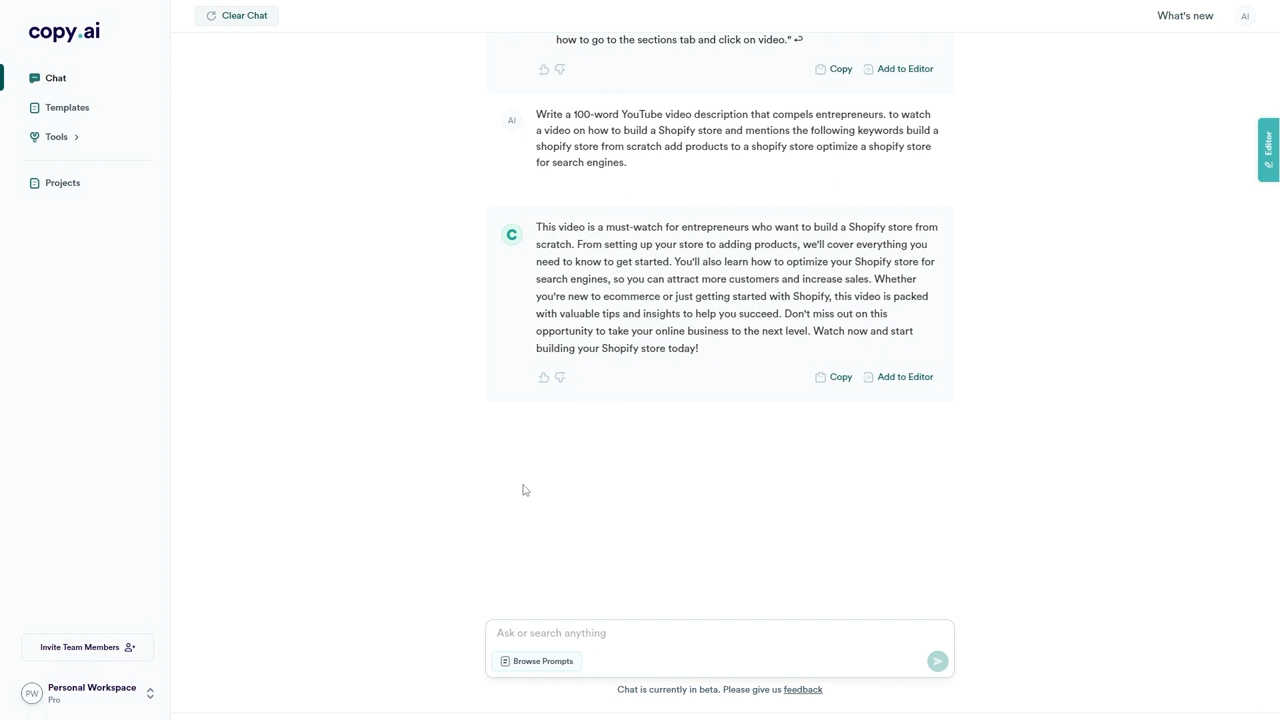 Clear Chat
What's new
AI
copy.ai
Chat
Templates
Tools
Projects
how to go to the sections tab and click on video."
Copy
Add to Editor
Editor
AI
Write a 100-word YouTube video description that compels entrepreneurs. to watch
a video on how to build a Shopify store and mentions the following keywords build a
shopify store from scratch add products to a shopify store optimize a shopify store
for search engines.
C
This video is a must-watch for entrepreneurs who want to build a Shopify store from
scratch. From setting up your store to adding products, we'll cover everything you
need to know to get started. You'll also learn how to optimize your Shopify store for
search engines, so you can attract more customers and increase sales. Whether
you're new to ecommerce or just getting started with Shopify, this video is packed
with valuable tips and insights to help you succeed. Don't miss out on this
opportunity to take your online business to the next level. Watch now and start
building your Shopify store today!
Copy
Add to Editor
Ask or search anything
Browse Prompts
Chat is currently in beta. Please give us feedback
Invite Team Members
PW
Personal Workspace
Pro